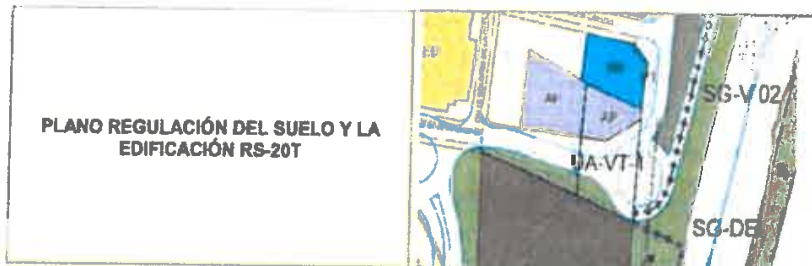 PLANO REGULACIÓN DEL SUELO Y LA
EDIFICACIÓN RS-20T
SG-V 02
UA-VT-1
SG-DE